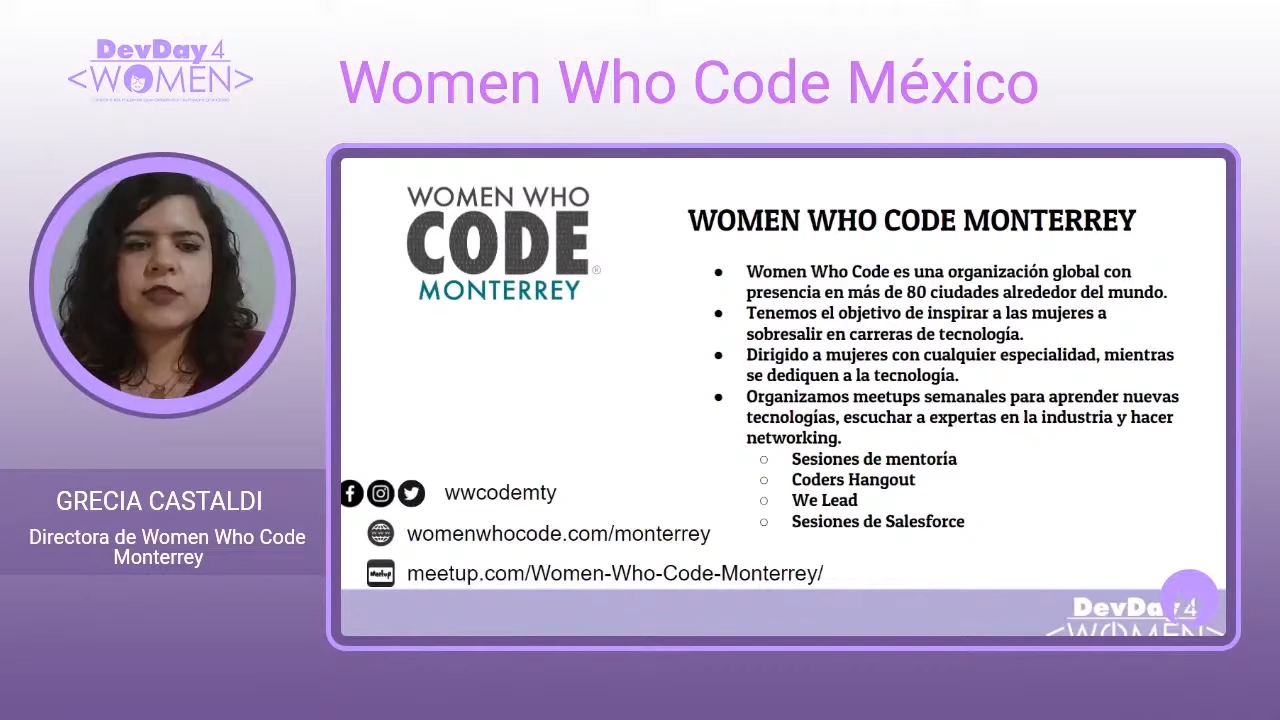 DevDay 4
<WOMEN>
Women Who Code México
WOMEN WHO
CODE®
MONTERREY
WOMEN WHO CODE MONTERREY
● Women Who Code es una organización global con
presencia en más de 80 ciudades alrededor del mundo.
● Tenemos el objetivo de inspirar a las mujeres a
sobresalir en carreras de tecnología.
● Dirigido a mujeres con cualquier especialidad, mientras
se dediquen a la tecnología.
● Organizamos meetups semanales para aprender nuevas
tecnologías, escuchar a expertas en la industria y hacer
networking.
○ Sesiones de mentoría
○ Coders Hangout
○ We Lead
○ Sesiones de Salesforce
wwcodemty
womenwhocode.com/monterrey
Meetup
meetup.com/Women-Who-Code-Monterrey/
GRECIA CASTALDI
Directora de Women Who Code
Monterrey
DevDay 4
<WOMEN>